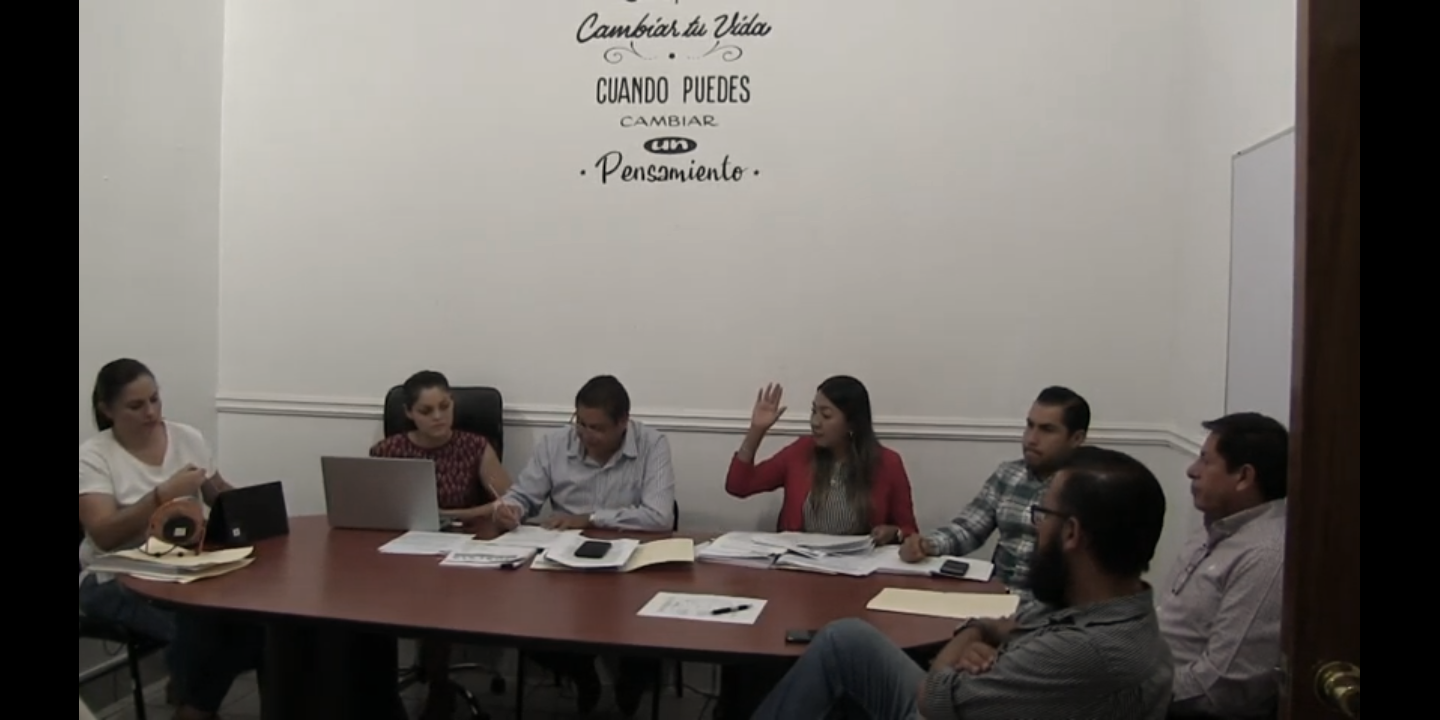 Cambiar tu Vida
CUANDO PUEDES
CAMBIAR
un
Pensamiento